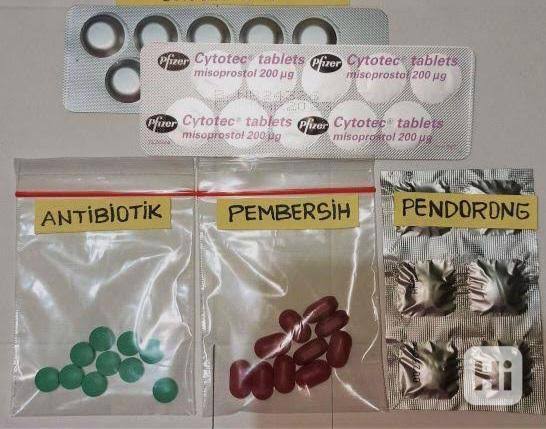 Pfizer Cytotec® tablets Pfizer Cytotec® tablets
misoprostol 200 µg misoprostol 200 µg
Pfizer Cytotec® tablets Pfizer Cytotec® tablets
misoprostol 200 µg misoprostol 200 µg
ANTIBIOTIK
PEMBERSIH
PENDORONG